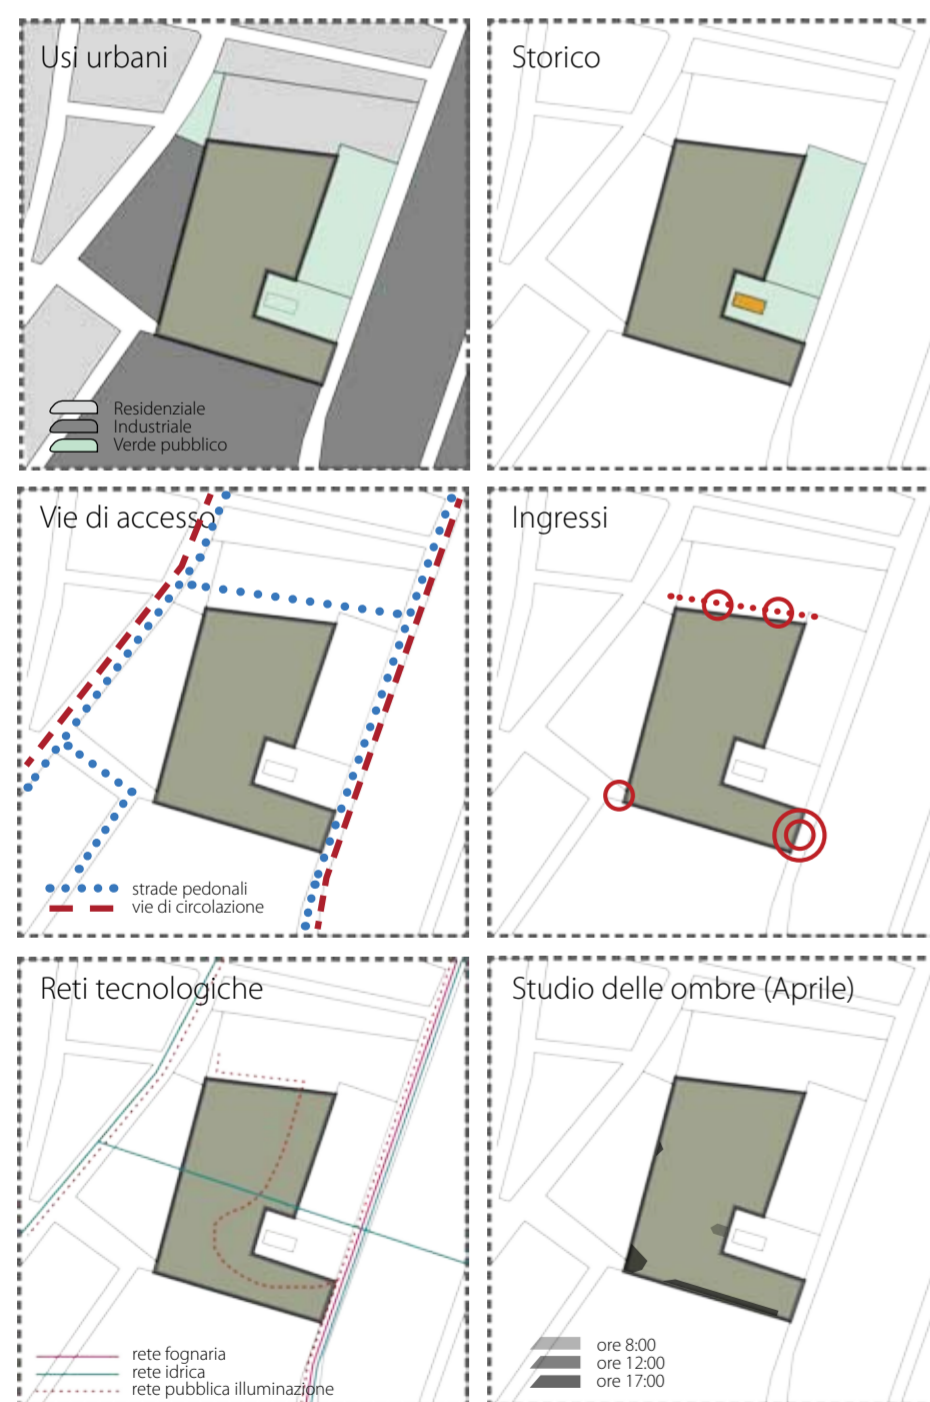 Usi urbani
Residenziale
Industriale
Verde pubblico
Storico
Vie di accesso
strade pedonali
vie di circolazione
Ingressi
Reti tecnologiche
rete fognaria
rete idrica
rete pubblica illuminazione
Studio delle ombre (Aprile)
ore 8:00
ore 12:00
ore 17:00